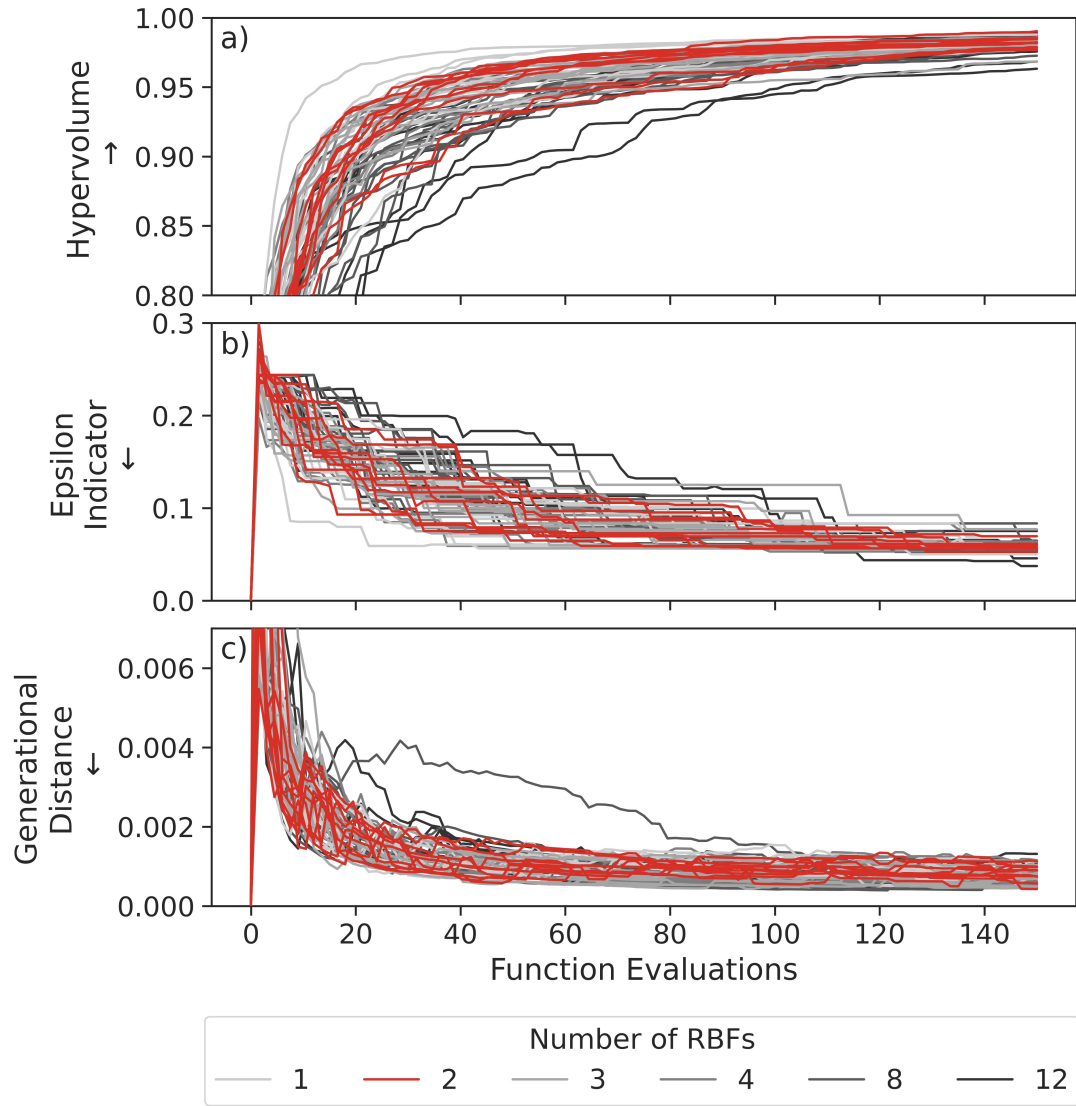 a)
1.00
0.95
0.90
0.85
0.80
Hypervolume
→
b)
0.3
0.2
0.1
0.0
Epsilon
Indicator
←
c)
0.006
0.004
0.002
0.000
Generational
Distance
←
0 20 40 60 80 100 120 140
Function Evaluations
Number of RBFs
1 2 3 4 8 12